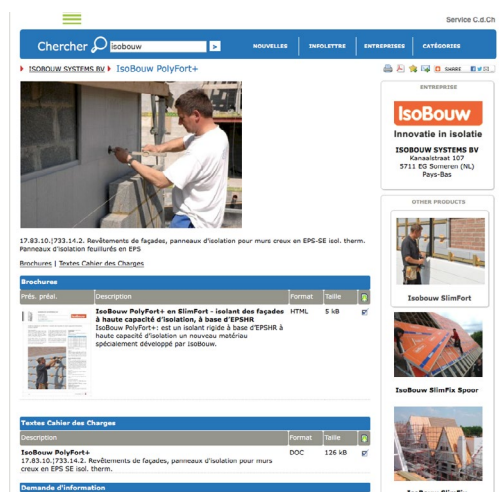 Service C.d.Ch
Chercher
isobouw
NOUVELLES
INFOLETTRE
ENTREPRISES
CATÉGORIES
ISOBOUW SYSTEMS BV IsoBouw PolyFort+
SHARE
ENTREPRISE
IsoBouw
Innovatie in isolatie
ISOBOUW SYSTEMS BV
Kanaalstraat 107
5711 EG Someren (NL)
Pays-Bas
17.83.10.¦733.14.2. Revêtements de façades, panneaux d'isolation pour murs creux en EPS-SE isol. therm.
Panneaux d'isolation feuillurés en EPS
Brochures | Textes Cahier des Charges
Brochures
Prés. préal. Description Format Taille
IsoBouw PolyFort+ en SlimFort - isolant des façades HTML 5 kB
à haute capacité d'isolation, à base d'EPSHR
IsoBouw PolyFort+: est un isolant rigide à base d'EPSHR à
haute capacité d'isolation un nouveau matériau
spécialement développé par IsoBouw.
Textes Cahier des Charges
Description Format Taille
IsoBouw PolyFort+ DOC 126 kB
17.83.10.¦733.14.2. Revêtements de façades, panneaux d'isolation pour murs
creux en EPS SE isol. therm.
Demande d'information
OTHER PRODUCTS
Isobouw SlimFort
IsoBouw SlimFix Spoor
IsoBouw SlimFix